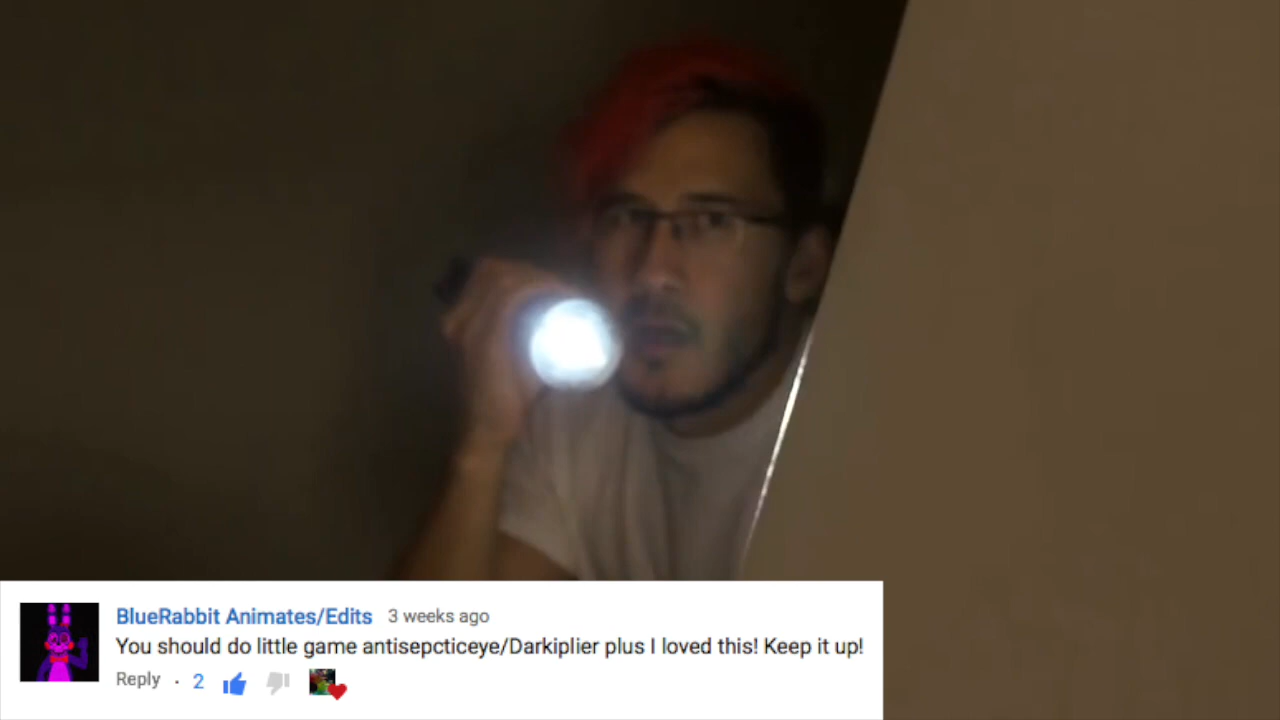 BlueRabbit Animates/Edits 3 weeks ago
You should do little game antisepcticeye/Darkiplier plus I loved this! Keep it up!
Reply · 2